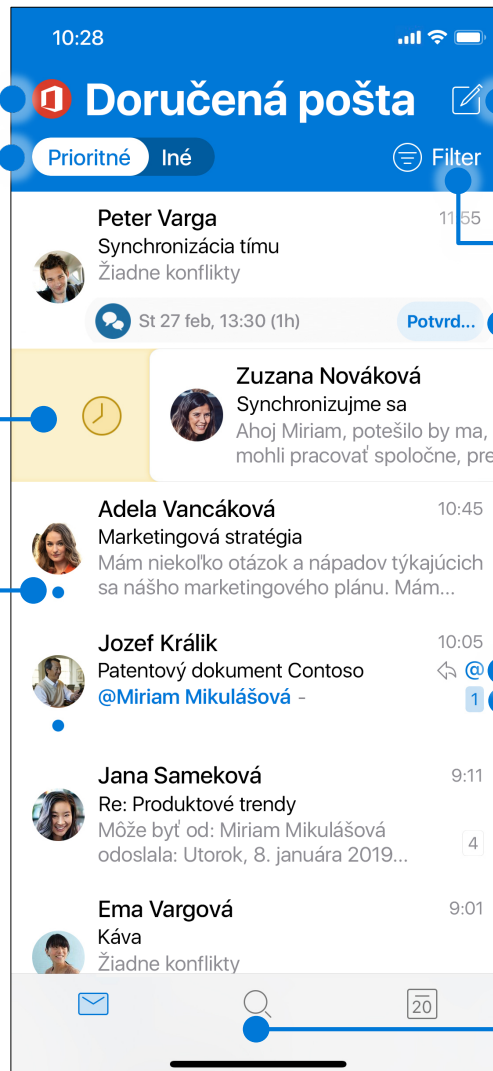 10:28
Doručená pošta
Prioritné Iné Filter
Peter Varga 11:55
Synchronizácia tímu
Žiadne konflikty
St 27 feb, 13:30 (1h) Potvrd...
Zuzana Nováková
Synchronizujme sa
Ahoj Miriam, potešilo by ma,
mohli pracovať spoločne, pre
Adela Vancáková 10:45
Marketingová stratégia
Mám niekoľko otázok a nápadov týkajúcich
sa nášho marketingového plánu. Mám...
Jozef Králik 10:05
Patentový dokument Contoso @
@Miriam Mikulášová - 1
Jana Sameková 9:11
Re: Produktové trendy
Môže byť od: Miriam Mikulášová
odoslala: Utorok, 8. januára 2019... 4
Ema Vargová 9:01
Káva
Žiadne konflikty
20